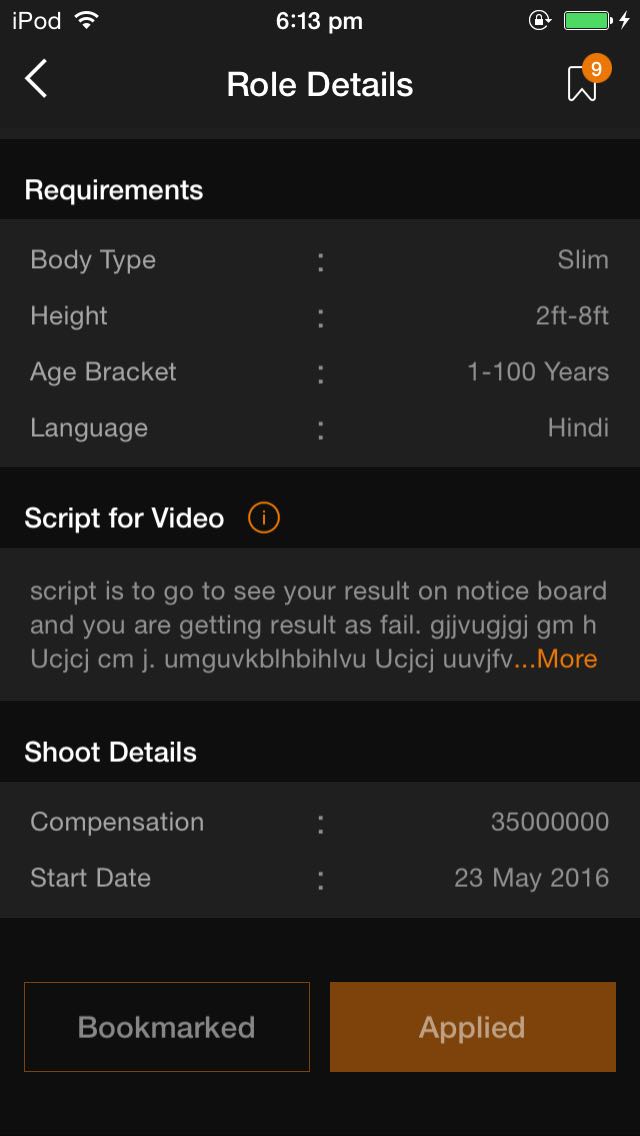 iPod 6:13 pm
Role Details 9
Requirements
Body Type : Slim
Height : 2ft-8ft
Age Bracket : 1-100 Years
Language : Hindi
Script for Video i
script is to go to see your result on notice board
and you are getting result as fail. gjjvugjgj gm h
Ucjcj cm j. umguvkblhbihlvu Ucjcj uuvjfv...More
Shoot Details
Compensation : 35000000
Start Date : 23 May 2016
Bookmarked Applied